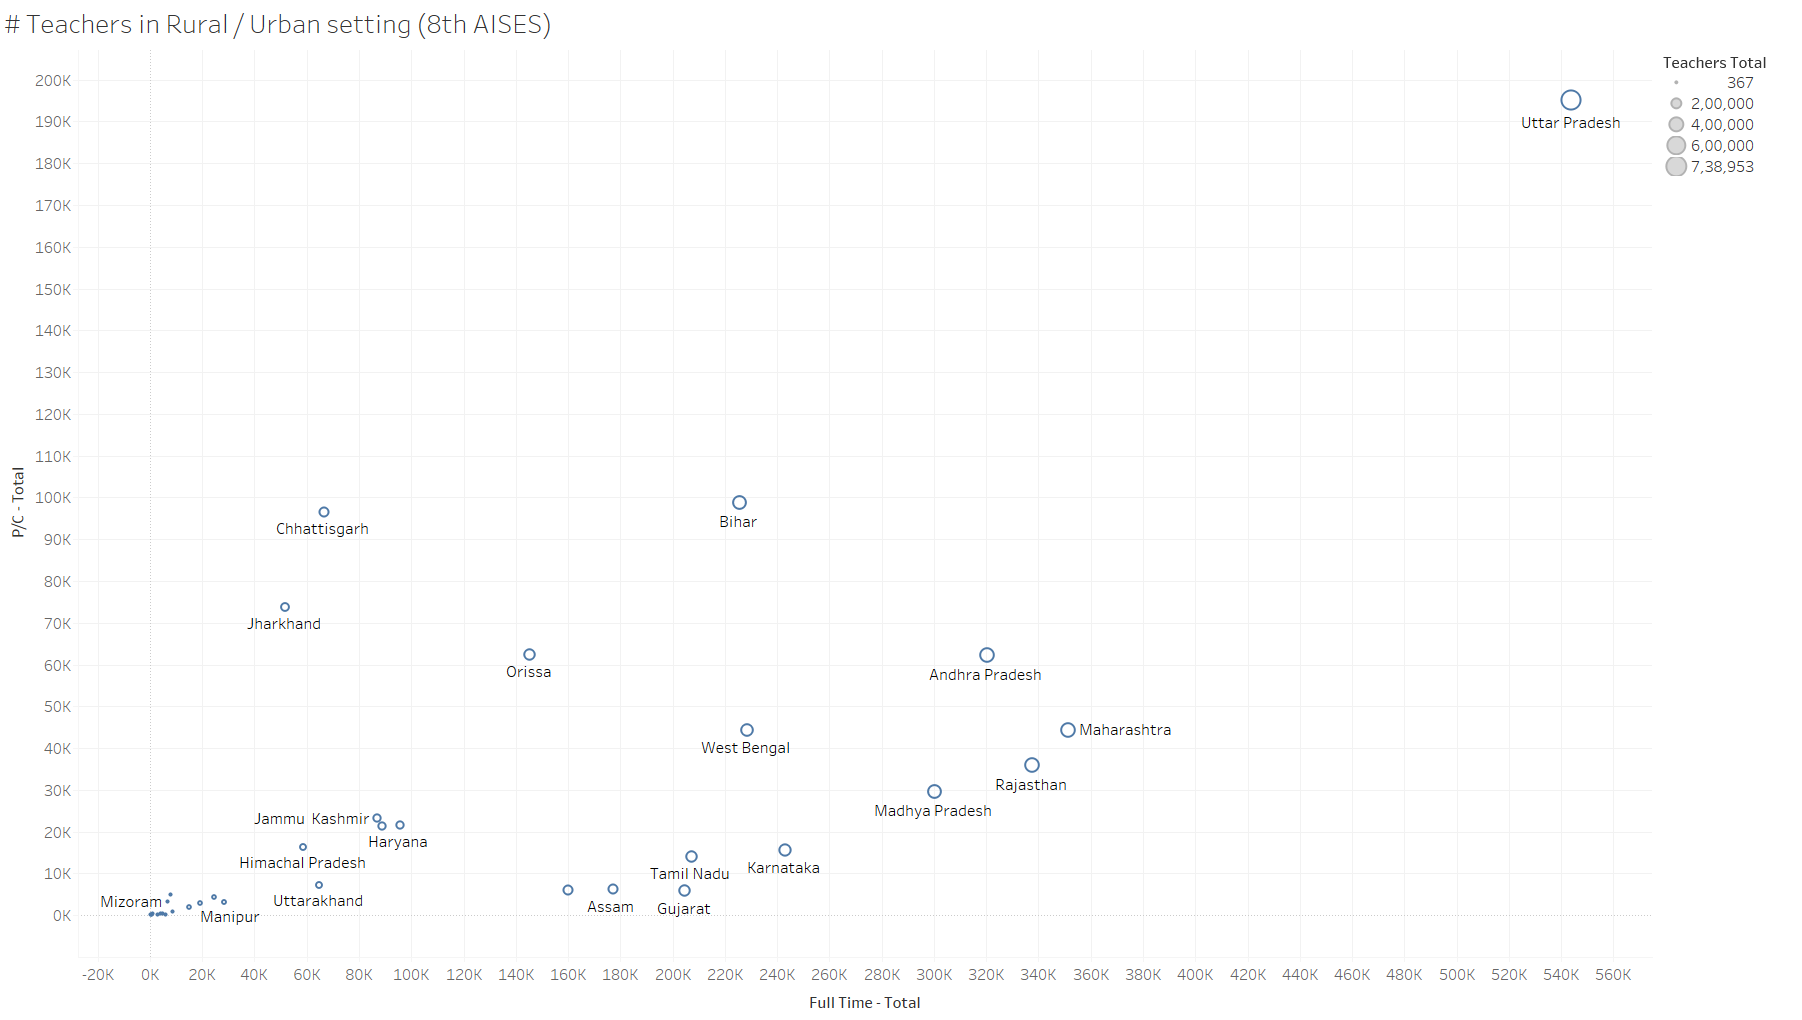 # Teachers in Rural / Urban setting (8th AISES)
Teachers Total
367
2,00,000
4,00,000
6,00,000
7,38,953
P/C - Total
200K
190K
180K
170K
160K
150K
140K
130K
120K
110K
100K
90K
80K
70K
60K
50K
40K
30K
20K
10K
0K
Uttar Pradesh
Chhattisgarh
Bihar
Jharkhand
Orissa
Andhra Pradesh
West Bengal
Maharashtra
Rajasthan
Madhya Pradesh
Jammu  Kashmir
Haryana
Himachal Pradesh
Tamil Nadu
Karnataka
Mizoram
Uttarakhand
Assam
Gujarat
Manipur
-20K 0K 20K 40K 60K 80K 100K 120K 140K 160K 180K 200K 220K 240K 260K 280K 300K 320K 340K 360K 380K 400K 420K 440K 460K 480K 500K 520K 540K 560K
Full Time - Total